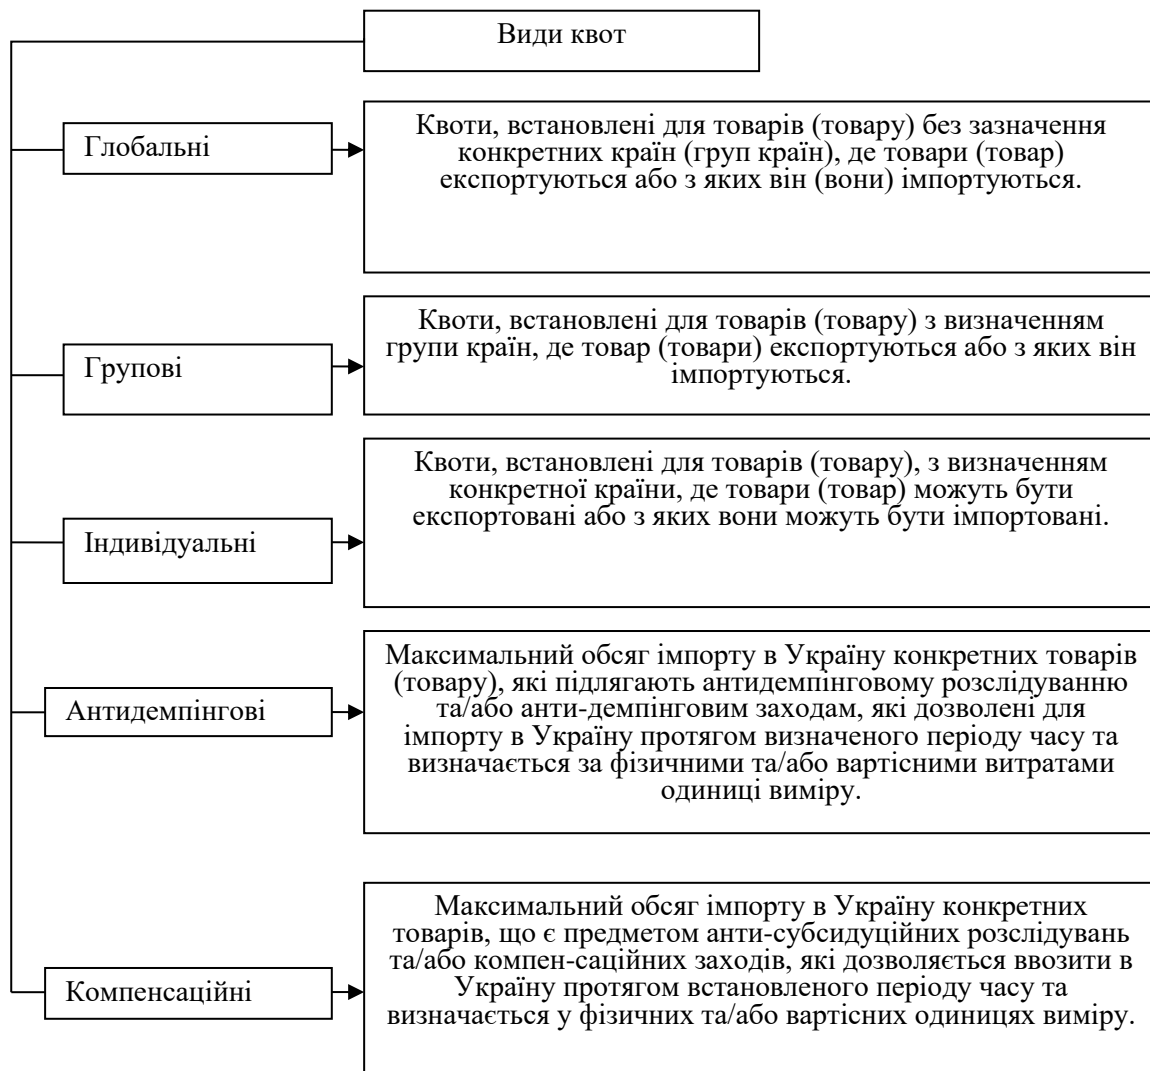 Види квот
Глобальні
Квоти, встановлені для товарів (товару) без зазначення
конкретних країн (груп країн), де товари (товар)
експортуються або з яких він (вони) імпортуються.
Групові
Квоти, встановлені для товарів (товару) з визначенням
групи країн, де товар (товари) експортуються або з яких він
імпортуються.
Індивідуальні
Квоти, встановлені для товарів (товару), з визначенням
конкретної країни, де товари (товар) можуть бути
експортовані або з яких вони можуть бути імпортовані.
Антидемпінгові
Максимальний обсяг імпорту в Україну конкретних товарів
(товару), які підлягають антидемпінговому розслідуванню
та/або анти-демпінговим заходам, які дозволені для
імпорту в Україну протягом визначеного періоду часу та
визначається за фізичними та/або вартісними витратами
одиниці виміру.
Компенсаційні
Максимальний обсяг імпорту в Україну конкретних
товарів, що є предметом анти-субсидуційних розслідувань
та/або компен-саційних заходів, які дозволяється ввозити в
Україну протягом встановленого періоду часу та
визначається у фізичних та/або вартісних одиницях виміру.